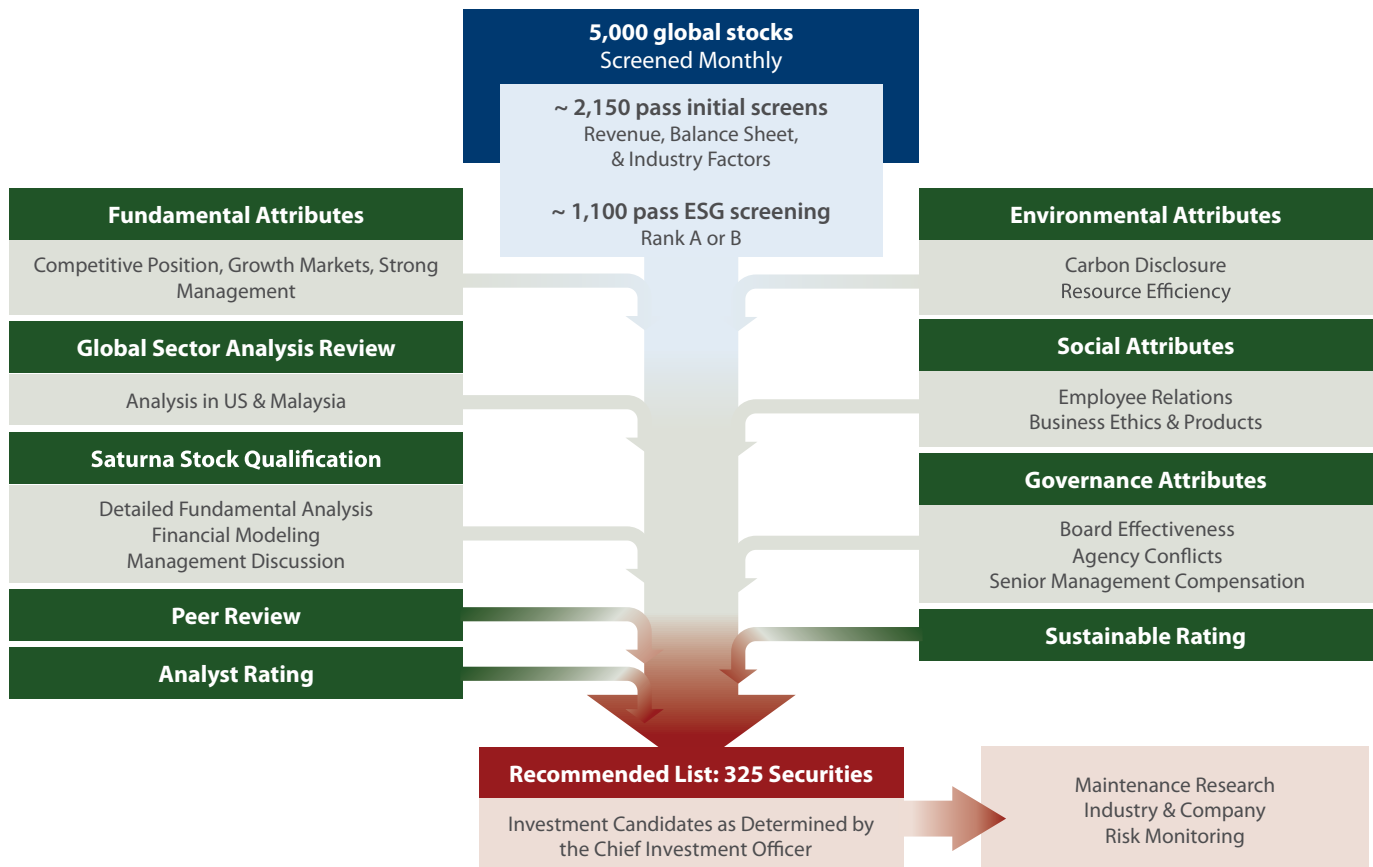 5,000 global stocks
Screened Monthly
~ 2,150 pass initial screens
Revenue, Balance Sheet,
& Industry Factors
~ 1,100 pass ESG screening
Rank A or B
Fundamental Attributes
Competitive Position, Growth Markets, Strong
Management
Global Sector Analysis Review
Analysis in US & Malaysia
Saturna Stock Qualification
Detailed Fundamental Analysis
Financial Modeling
Management Discussion
Peer Review
Analyst Rating
Environmental Attributes
Carbon Disclosure
Resource Efficiency
Social Attributes
Employee Relations
Business Ethics & Products
Governance Attributes
Board Effectiveness
Agency Conflicts
Senior Management Compensation
Sustainable Rating
Recommended List: 325 Securities
Investment Candidates as Determined by
the Chief Investment Officer
Maintenance Research
Industry & Company
Risk Monitoring